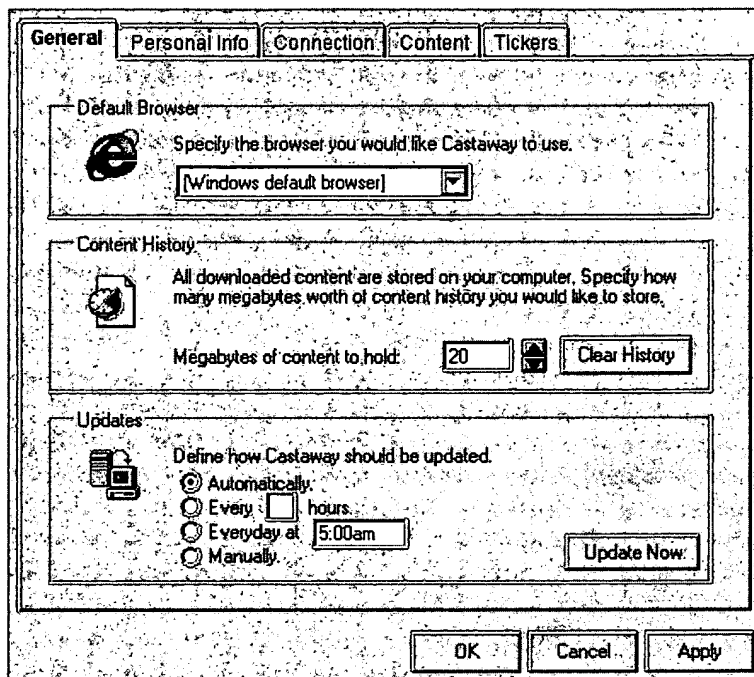 General Personal Info Connection Content Tickers
Default Browser
Specify the browser you would like Castaway to use.
[Windows default browser]
Content History
All downloaded content are stored on your computer. Specify how
many megabytes worth of content history you would like to store.
Megabytes of content to hold: 20 Clear History
Updates
Define how Castaway should be updated.
Automatically.
Every hours.
Everyday at 5:00am
Manually.
Update Now
OK Cancel Apply